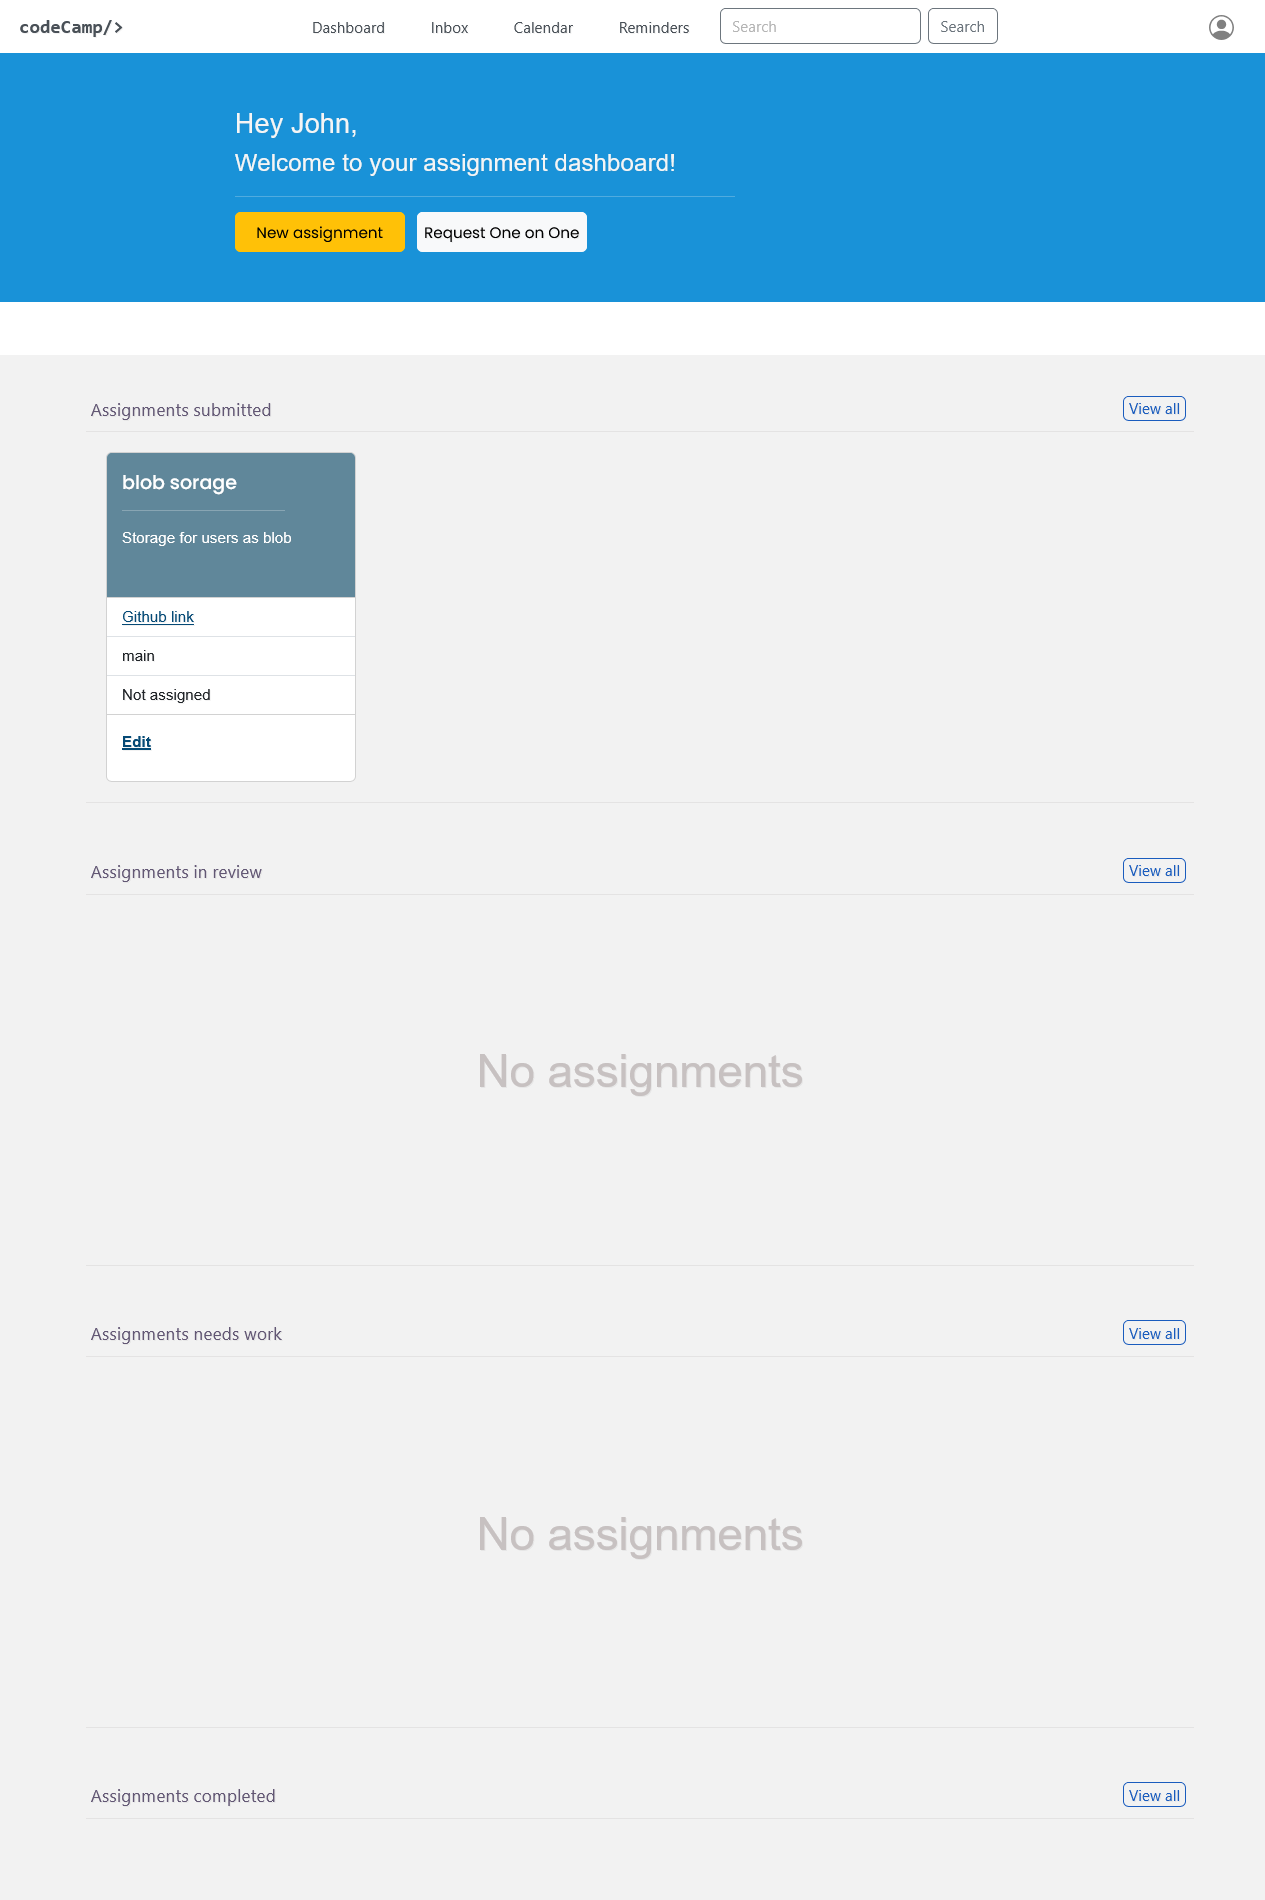 codeCamp/>
Dashboard Inbox Calendar Reminders Search Search
Hey John,
Welcome to your assignment dashboard!
New assignment Request One on One
Assignments submitted View all
blob sorage
Storage for users as blob
Github link
main
Not assigned
Edit
Assignments in review View all
No assignments
Assignments needs work View all
No assignments
Assignments completed View all